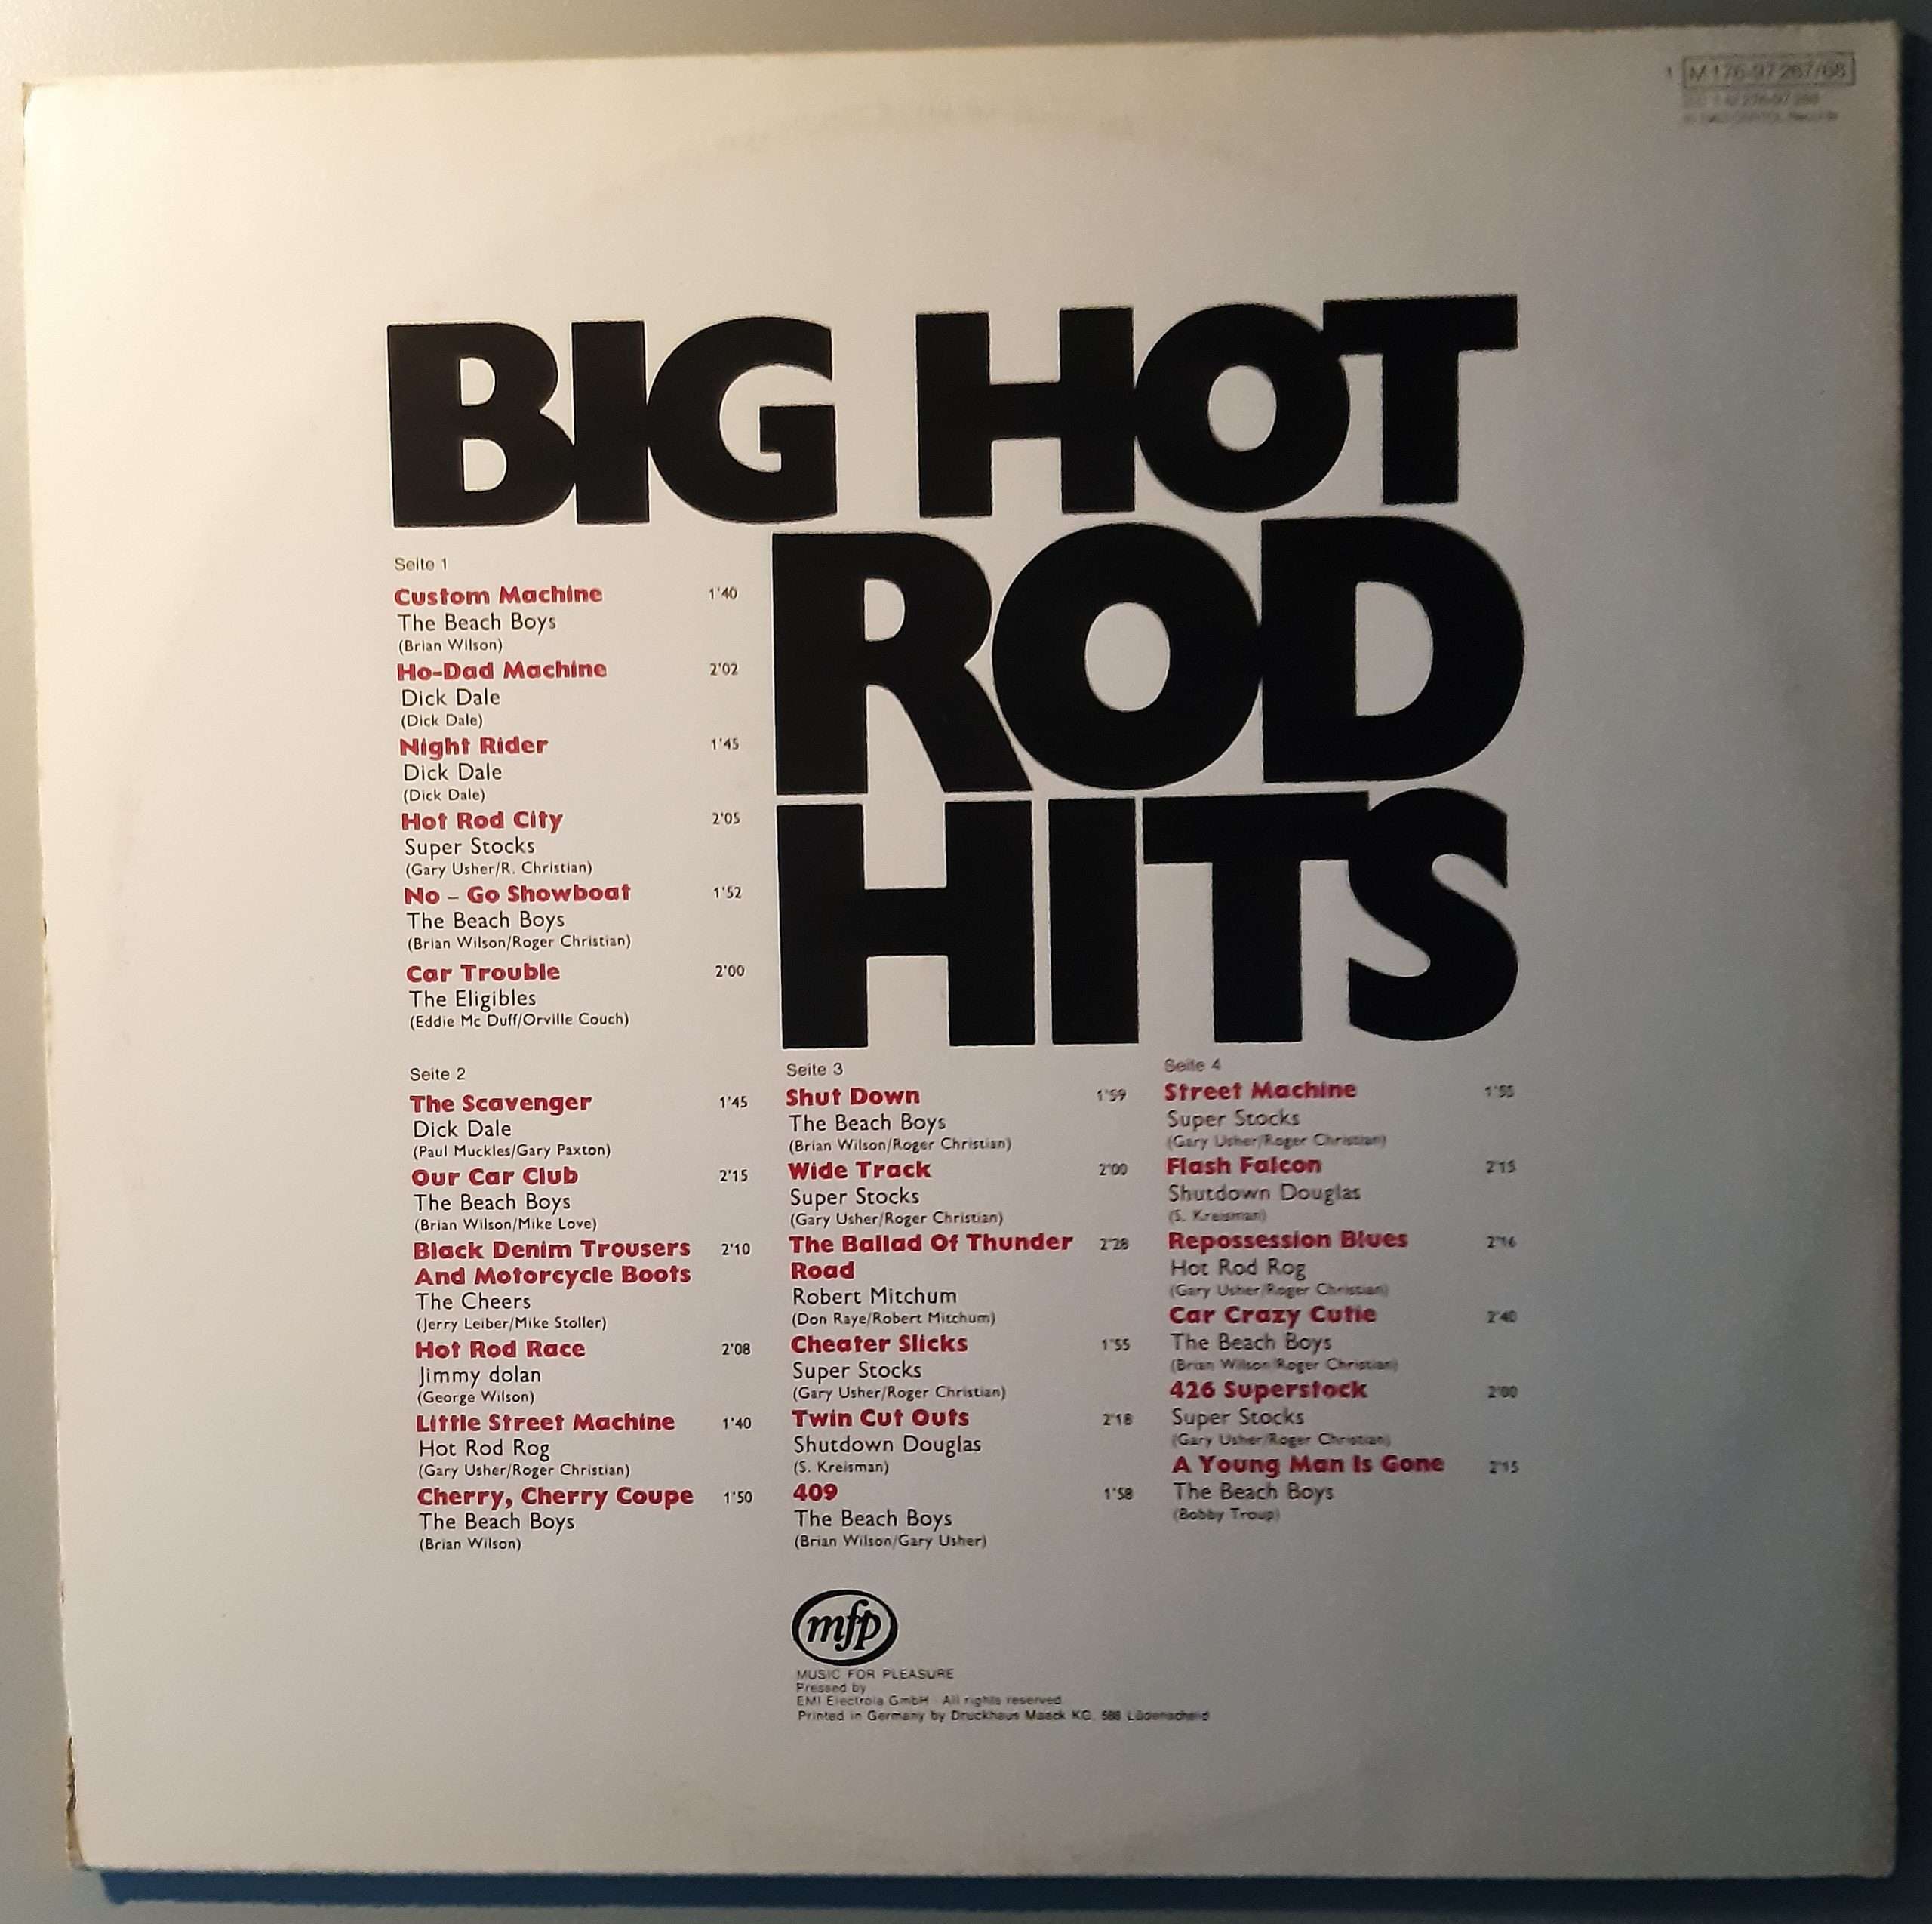 1 M 176-97 267/68
BIG HOT
ROD
HITS
Seite 1
Custom Machine 1'40
The Beach Boys
(Brian Wilson)
Ho-Dad Machine 2'02
Dick Dale
(Dick Dale)
Night Rider 1'45
Dick Dale
(Dick Dale)
Hot Rod City 2'05
Super Stocks
(Gary Usher/R. Christian)
No – Go Showboat 1'52
The Beach Boys
(Brian Wilson/Roger Christian)
Car Trouble 2'00
The Eligibles
(Eddie Mc Duff/Orville Couch)
Seite 2
The Scavenger 1'45
Dick Dale
(Paul Muckles/Gary Paxton)
Our Car Club 2'15
The Beach Boys
(Brian Wilson/Mike Love)
Black Denim Trousers 2'10
And Motorcycle Boots
The Cheers
(Jerry Leiber/Mike Stoller)
Hot Rod Race 2'08
Jimmy dolan
(George Wilson)
Little Street Machine 1'40
Hot Rod Rog
(Gary Usher/Roger Christian)
Cherry, Cherry Coupe 1'50
The Beach Boys
(Brian Wilson)
Seite 3
Shut Down 1'59
The Beach Boys
(Brian Wilson/Roger Christian)
Wide Track 2'00
Super Stocks
(Gary Usher/Roger Christian)
The Ballad Of Thunder 2'28
Road
Robert Mitchum
(Don Raye/Robert Mitchum)
Cheater Slicks 1'55
Super Stocks
(Gary Usher/Roger Christian)
Twin Cut Outs 2'18
Shutdown Douglas
(S. Kreisman)
409 1'58
The Beach Boys
(Brian Wilson/Gary Usher)
Seite 4
Street Machine 1'55
Super Stocks
(Gary Usher/Roger Christian)
Flash Falcon 2'15
Shutdown Douglas
(S. Kreisman)
Repossession Blues 2'16
Hot Rod Rog
(Gary Usher/Roger Christian)
Car Crazy Cutie 2'40
The Beach Boys
(Brian Wilson/Roger Christian)
426 Superstock 2'00
Super Stocks
(Gary Usher/Roger Christian)
A Young Man Is Gone 2'15
The Beach Boys
(Bobby Troup)
mfp
MUSIC FOR PLEASURE
Pressed by
EMI Electrola GmbH · All rights reserved
Printed in Germany by Druckhaus Maack KG, 588 Lüdenscheid